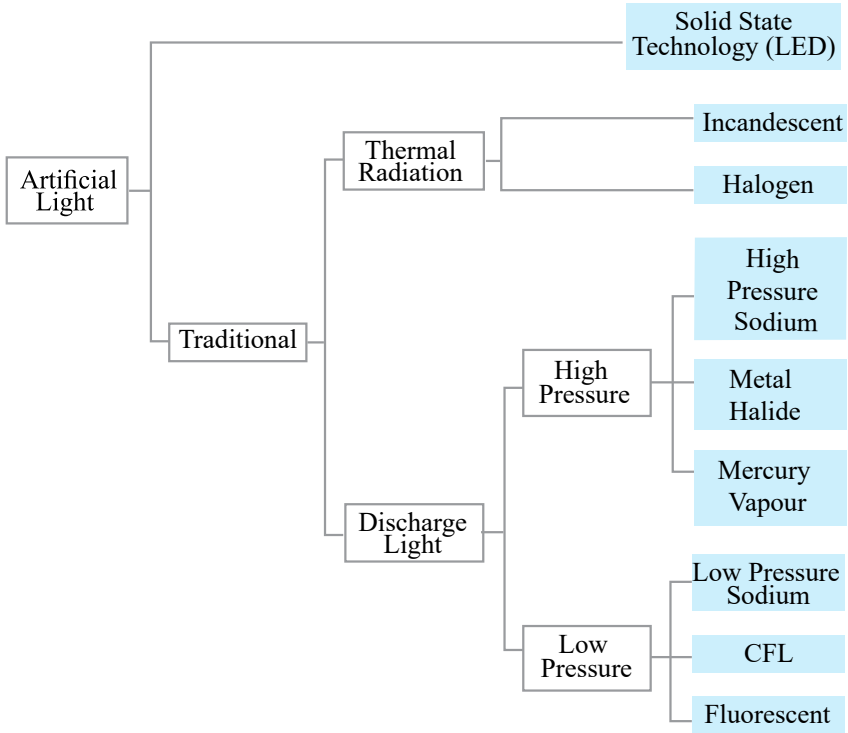 Solid State
Technology (LED)
Incandescent
Thermal
Radiation
Artificial
Light
Halogen
High
Pressure
Sodium
Traditional
High
Pressure
Metal
Halide
Mercury
Vapour
Discharge
Light
Low Pressure
Sodium
Low
Pressure
CFL
Fluorescent